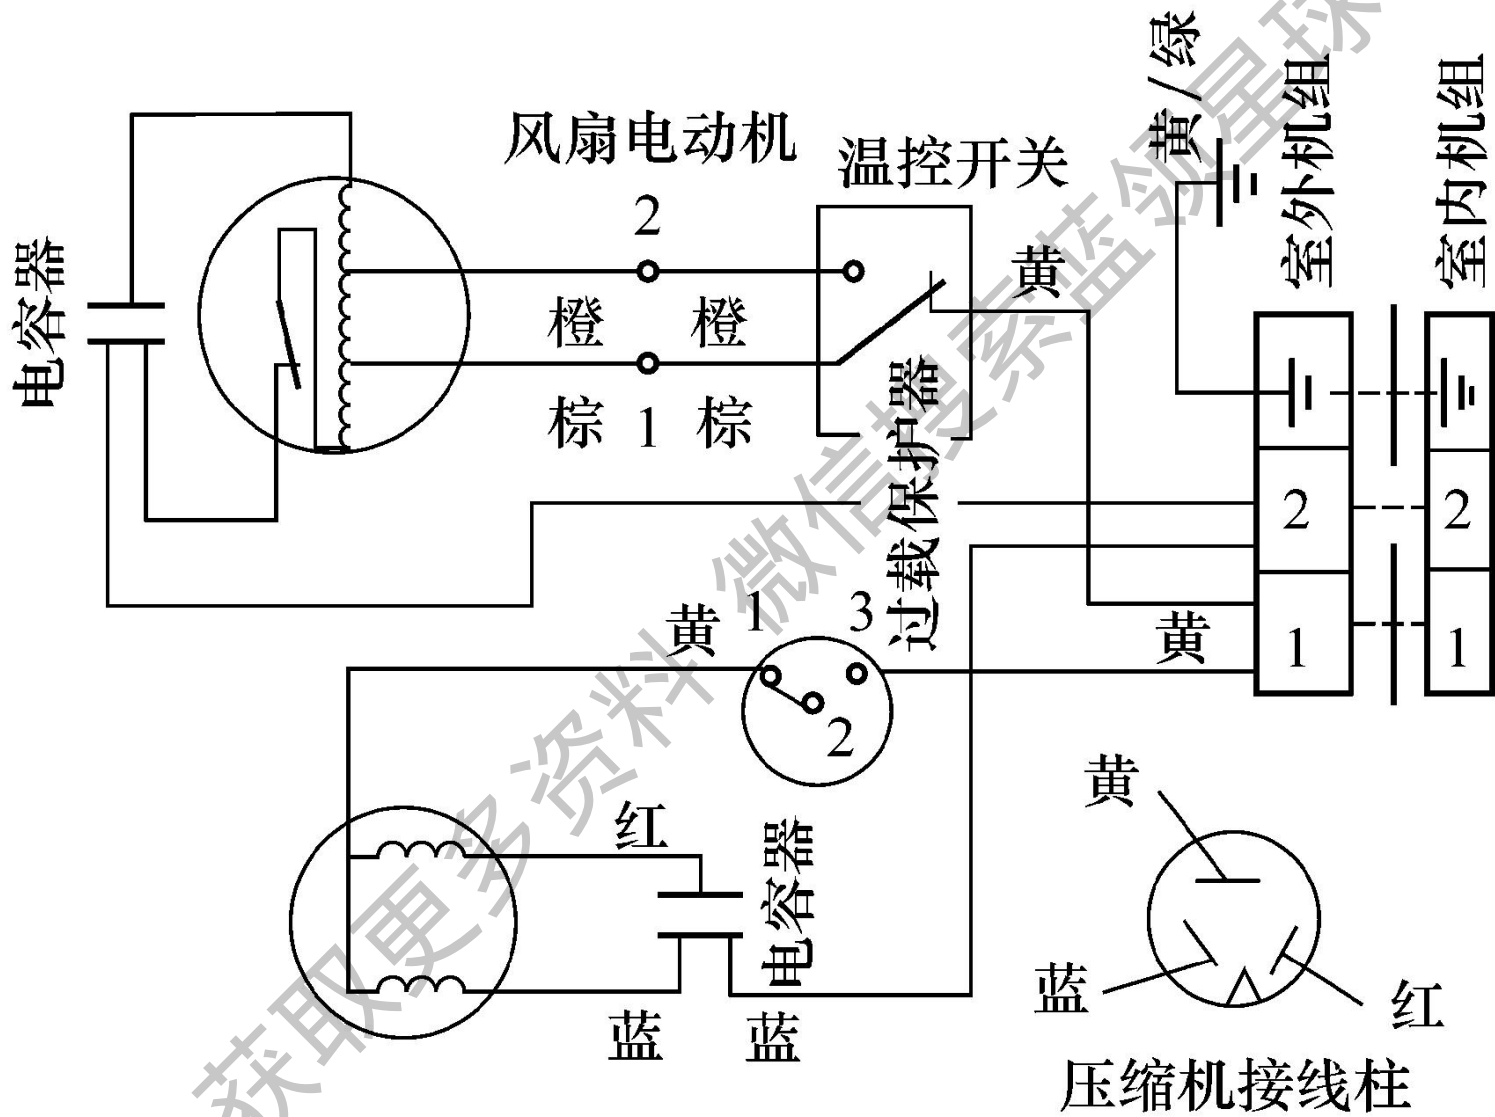 黄/绿
室外机组
室内机组
风扇电动机
温控开关
2
黄
电容器
橙
橙
棕
1
棕
过载保护器
2
2
1
3
黄
黄
1
1
2
黄
红
电容器
蓝
蓝
蓝
红
压缩机接线柱
获取更多资料 微信搜索蓝领星球